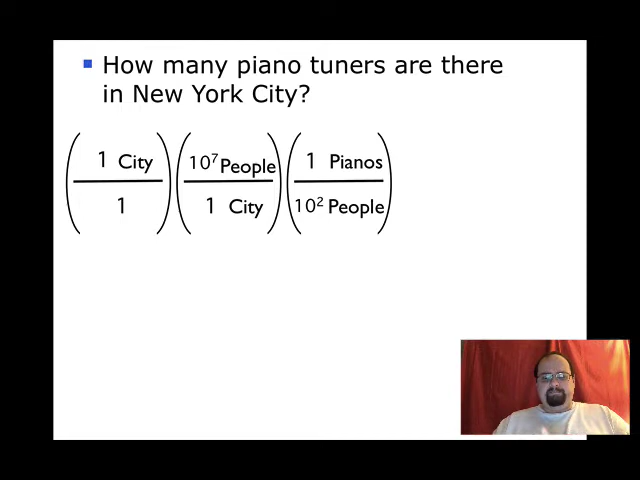 How many piano tuners are there
in New York City?
1 City 10⁷ People 1 Pianos
1 1 City 10² People